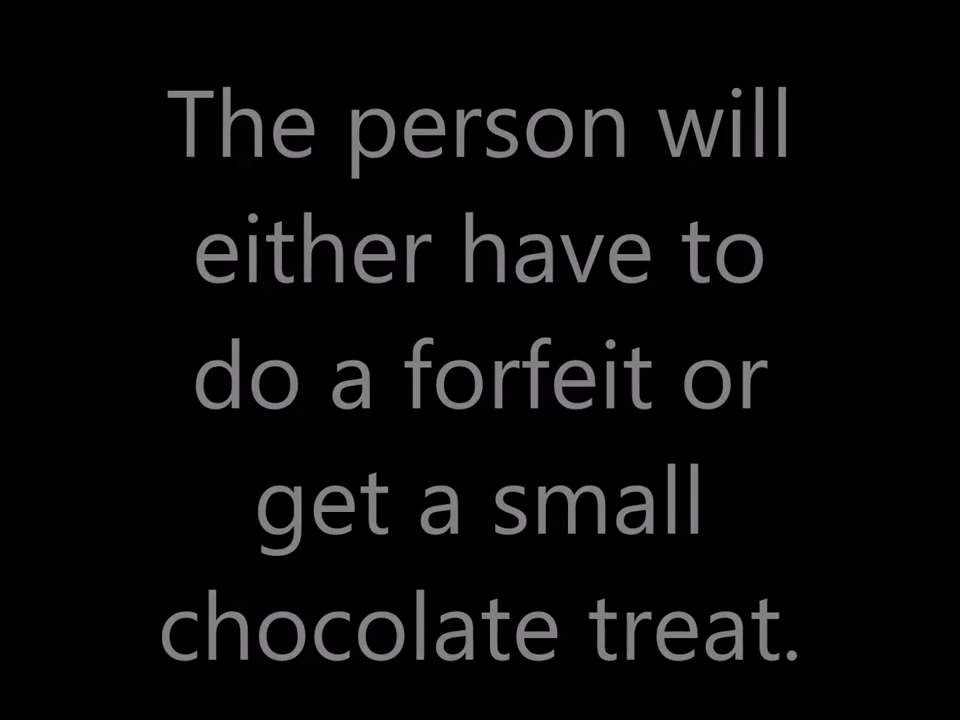 The person will
either have to
do a forfeit or
get a small
chocolate treat.